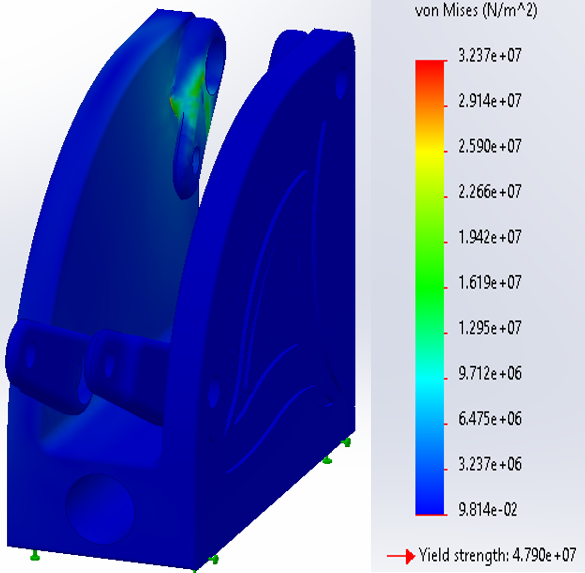 von Mises (N/m^2)
3.237e+07
2.914e+07
2.590e+07
2.266e+07
1.942e+07
1.619e+07
1.295e+07
9.712e+06
6.475e+06
3.237e+06
9.814e-02
Yield strength: 4.790e+07